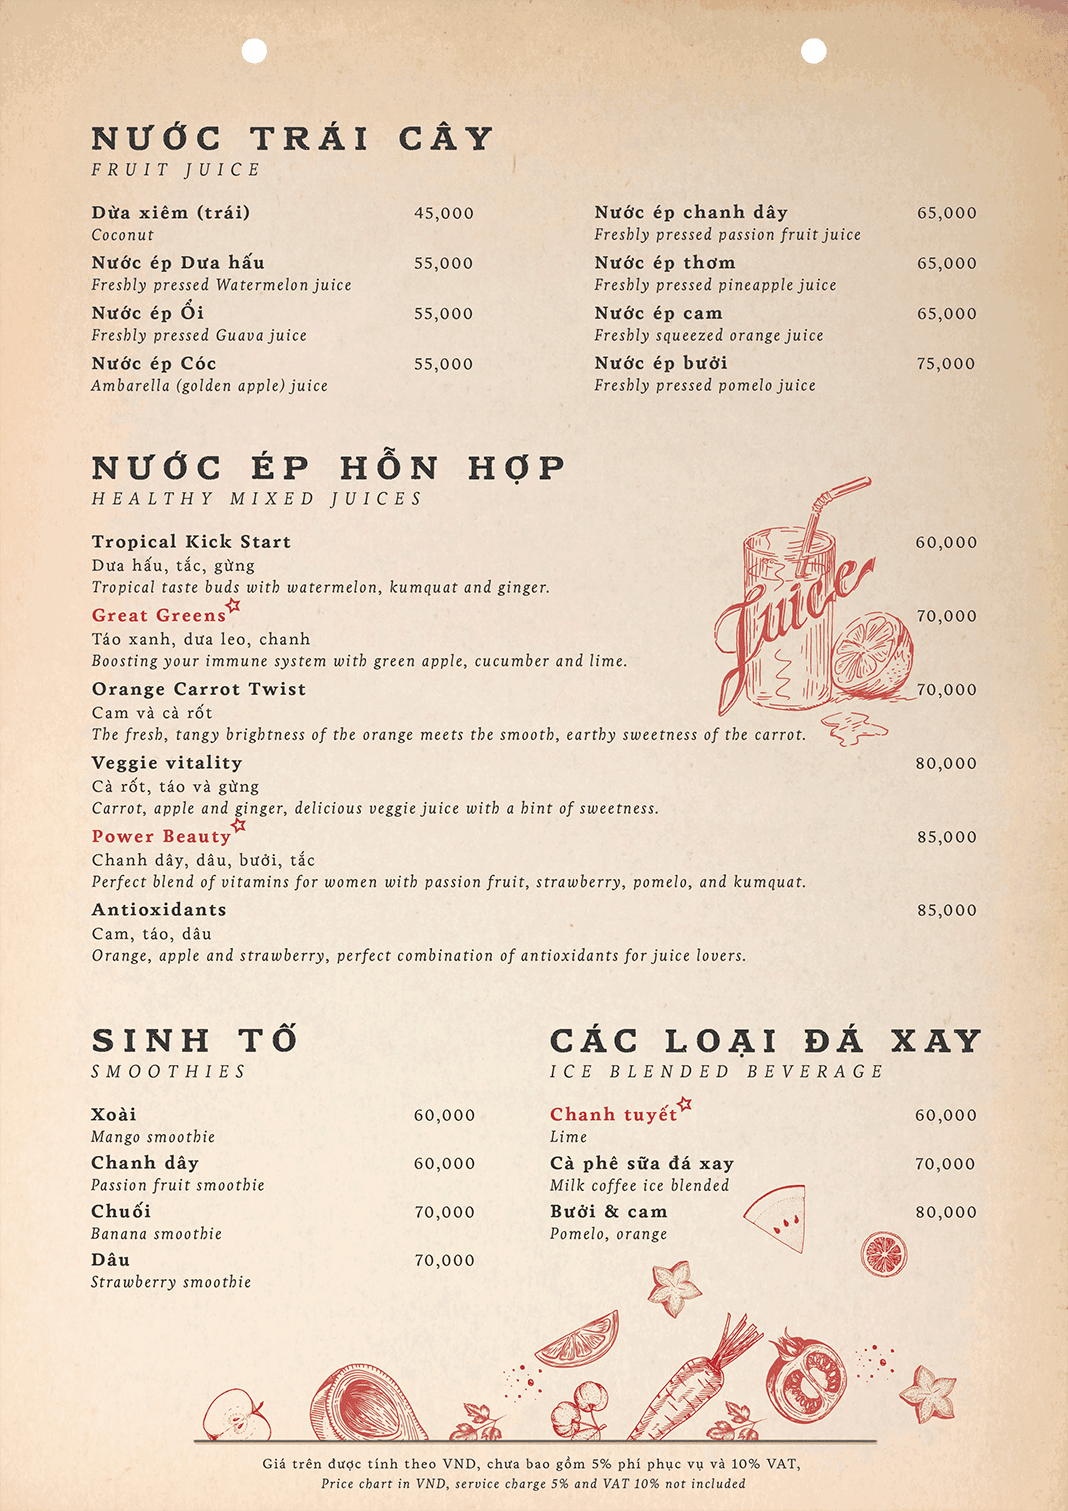 NƯỚC TRÁI CÂY
FRUIT JUICE
Dừa xiêm (trái) 45,000
Coconut
Nước ép Dưa hấu 55,000
Freshly pressed Watermelon juice
Nước ép Ổi 55,000
Freshly pressed Guava juice
Nước ép Cóc 55,000
Ambarella (golden apple) juice
Nước ép chanh dây 65,000
Freshly pressed passion fruit juice
Nước ép thơm 65,000
Freshly pressed pineapple juice
Nước ép cam 65,000
Freshly squeezed orange juice
Nước ép bưởi 75,000
Freshly pressed pomelo juice
NƯỚC ÉP HỖN HỢP
HEALTHY MIXED JUICES
Tropical Kick Start 60,000
Dưa hấu, tắc, gừng
Tropical taste buds with watermelon, kumquat and ginger.
Great Greens 70,000
Táo xanh, dưa leo, chanh
Boosting your immune system with green apple, cucumber and lime.
Orange Carrot Twist 70,000
Cam và cà rốt
The fresh, tangy brightness of the orange meets the smooth, earthy sweetness of the carrot.
Veggie vitality 80,000
Cà rốt, táo và gừng
Carrot, apple and ginger, delicious veggie juice with a hint of sweetness.
Power Beauty 85,000
Chanh dây, dâu, bưởi, tắc
Perfect blend of vitamins for women with passion fruit, strawberry, pomelo, and kumquat.
Antioxidants 85,000
Cam, táo, dâu
Orange, apple and strawberry, perfect combination of antioxidants for juice lovers.
Juice
SINH TỐ
SMOOTHIES
Xoài 60,000
Mango smoothie
Chanh dây 60,000
Passion fruit smoothie
Chuối 70,000
Banana smoothie
Dâu 70,000
Strawberry smoothie
CÁC LOẠI ĐÁ XAY
ICE BLENDED BEVERAGE
Chanh tuyết 60,000
Lime
Cà phê sữa đá xay 70,000
Milk coffee ice blended
Bưởi & cam 80,000
Pomelo, orange
Giá trên được tính theo VND, chưa bao gồm 5% phí phục vụ và 10% VAT,
Price chart in VND, service charge 5% and VAT 10% not included